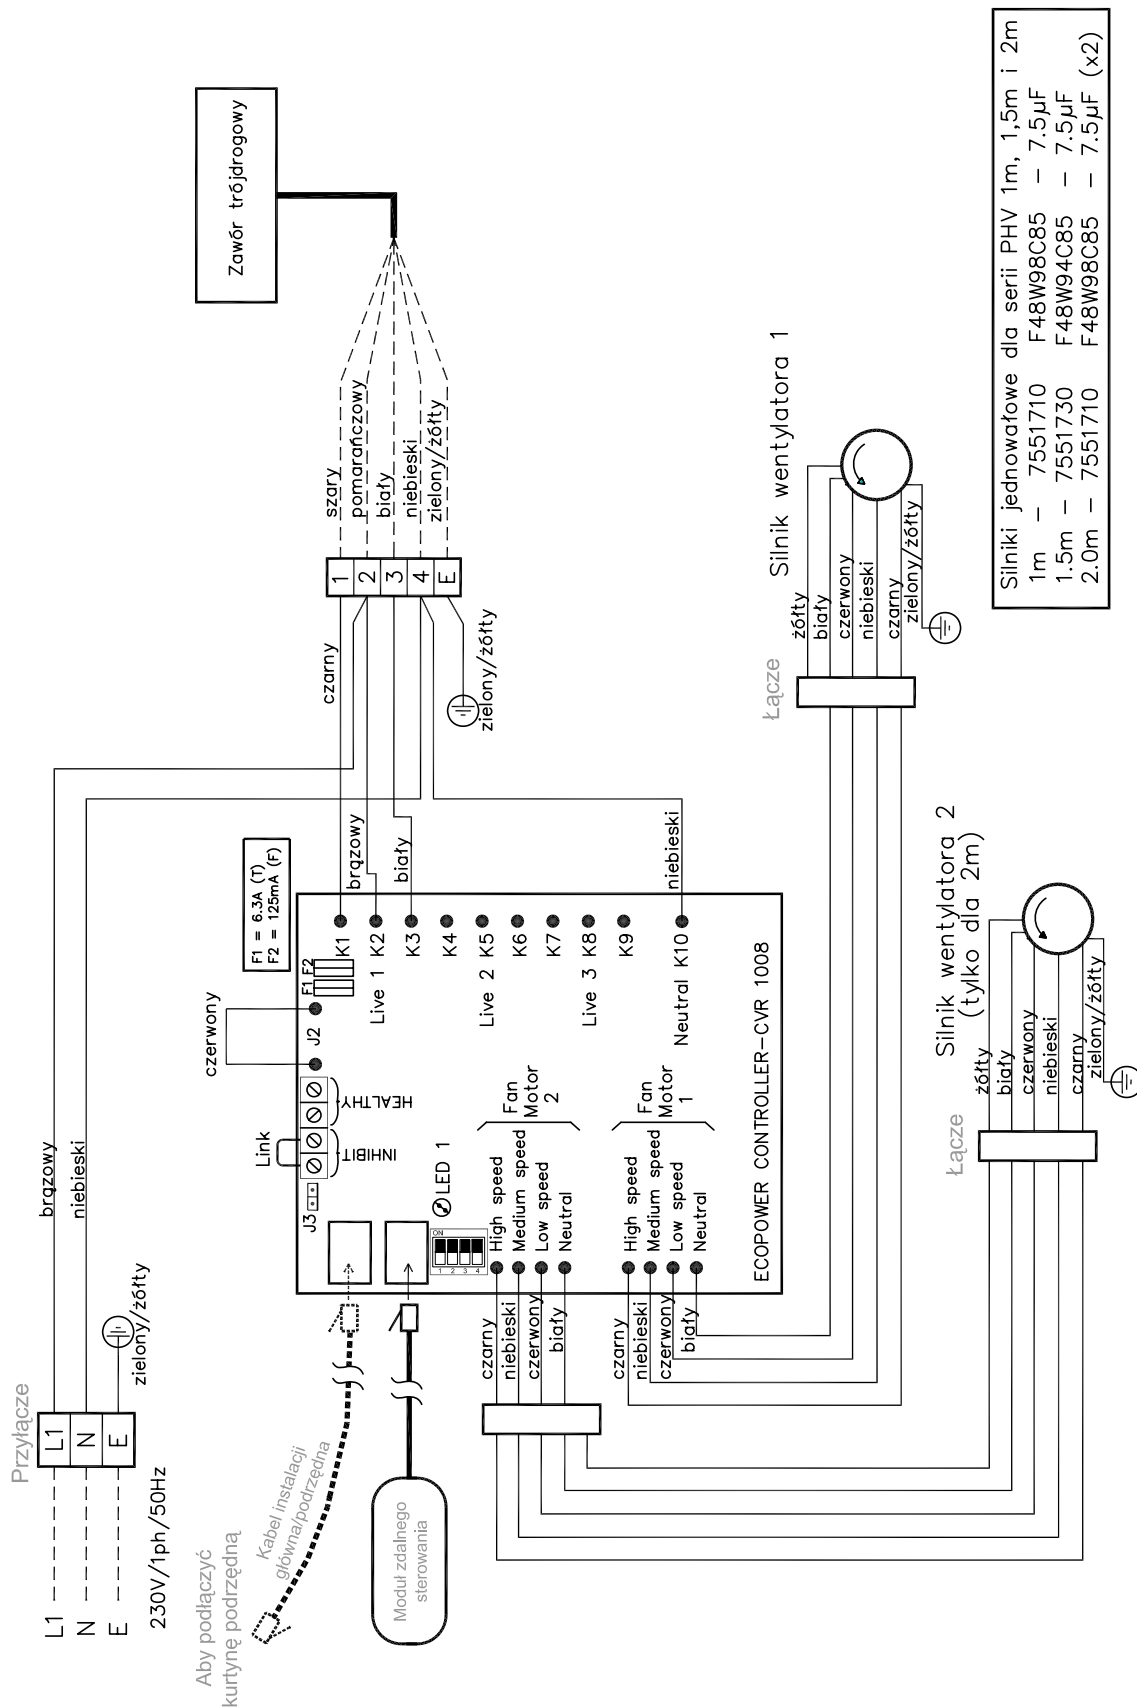 Przyłącze
L1
N
E
L1
N
E
230V/1ph/50Hz
brązowy
niebieski
zielony/żółty
Aby podłączyć
kurtynę podrzędną
Kabel instalacji
główna/podrzędna
Moduł zdalnego
sterowania
Zawór trójdrogowy
szary
pomarańczowy
biały
niebieski
zielony/żółty
1
2
3
4
E
czarny
brązowy
biały
niebieski
zielony/żółty
F1 = 6.3A (T)
F2 = 125mA (F)
czerwony
J2
F1 F2
HEALTHY
Link
INHIBIT
J3
LED 1
ON
1 2 3 4
K1
Live 1 K2
K3
K4
Live 2 K5
K6
K7
Live 3 K8
K9
Neutral K10
High speed
Medium speed
Low speed
Neutral
Fan
Motor
2
High speed
Medium speed
Low speed
Neutral
Fan
Motor
1
ECOPOWER CONTROLLER-CVR 1008
czarny
niebieski
czerwony
biały
czarny
niebieski
czerwony
biały
Silnik wentylatora 1
Łącze
żółty
biały
czerwony
niebieski
czarny
zielony/żółty
Silnik wentylatora 2
(tylko dla 2m)
Łącze
żółty
biały
czerwony
niebieski
czarny
zielony/żółty
Silniki jednowałowe dla serii PHV 1m, 1,5m i 2m
1m – 7551710 F48W98C85 – 7.5µF
1.5m – 7551730 F48W94C85 – 7.5µF
2.0m – 7551710 F48W98C85 – 7.5µF (x2)